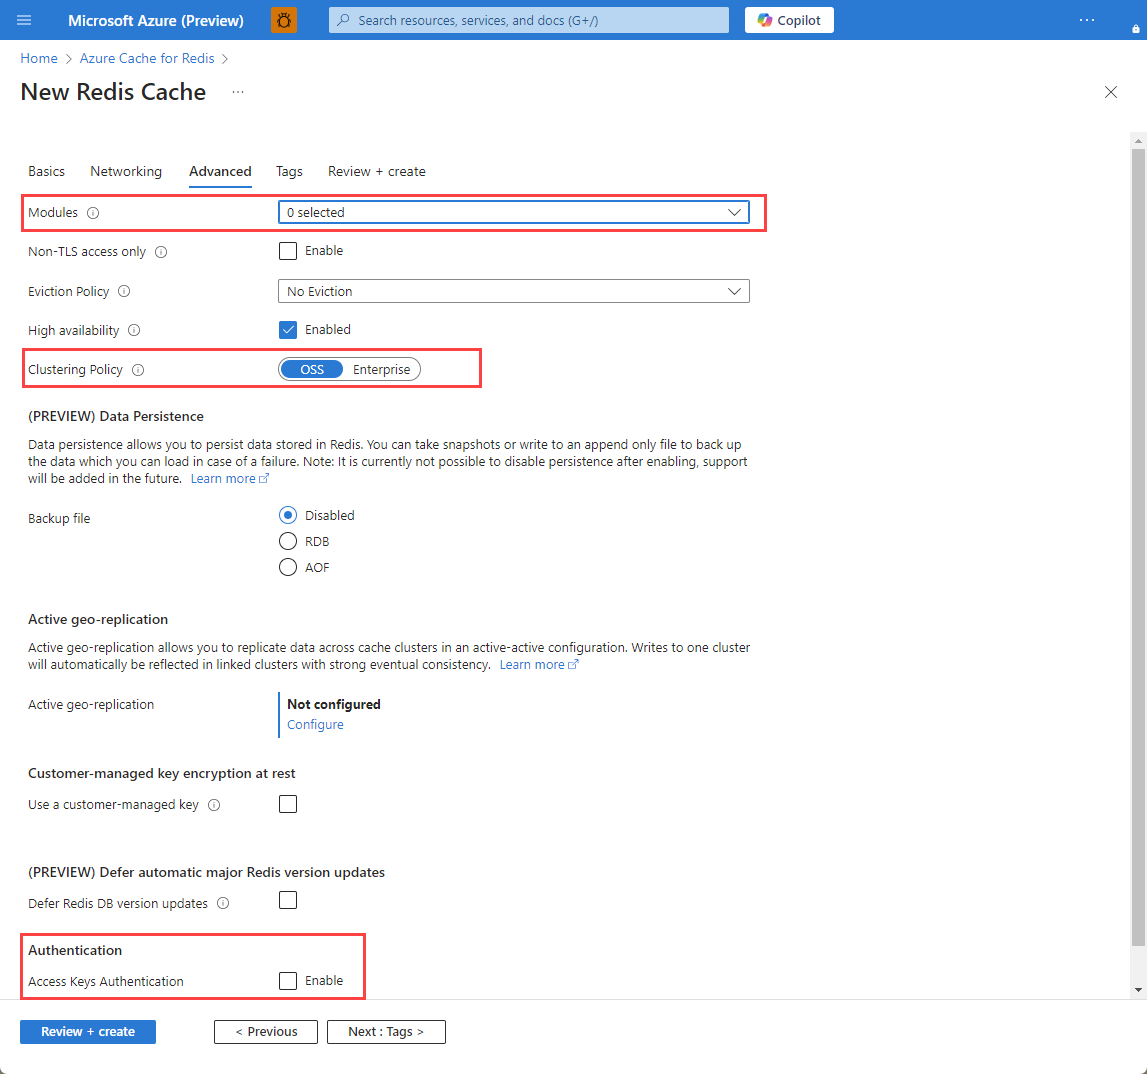 Microsoft Azure (Preview)
Search resources, services, and docs (G+/)
Copilot
Home > Azure Cache for Redis >
New Redis Cache ...
Basics Networking Advanced Tags Review + create
Modules 0 selected
Non-TLS access only Enable
Eviction Policy No Eviction
High availability Enabled
Clustering Policy OSS Enterprise
(PREVIEW) Data Persistence
Data persistence allows you to persist data stored in Redis. You can take snapshots or write to an append only file to back up
the data which you can load in case of a failure. Note: It is currently not possible to disable persistence after enabling, support
will be added in the future. Learn more
Backup file Disabled
RDB
AOF
Active geo-replication
Active geo-replication allows you to replicate data across cache clusters in an active-active configuration. Writes to one cluster
will automatically be reflected in linked clusters with strong eventual consistency. Learn more
Active geo-replication Not configured
Configure
Customer-managed key encryption at rest
Use a customer-managed key
(PREVIEW) Defer automatic major Redis version updates
Defer Redis DB version updates
Authentication
Access Keys Authentication Enable
Review + create < Previous Next : Tags >